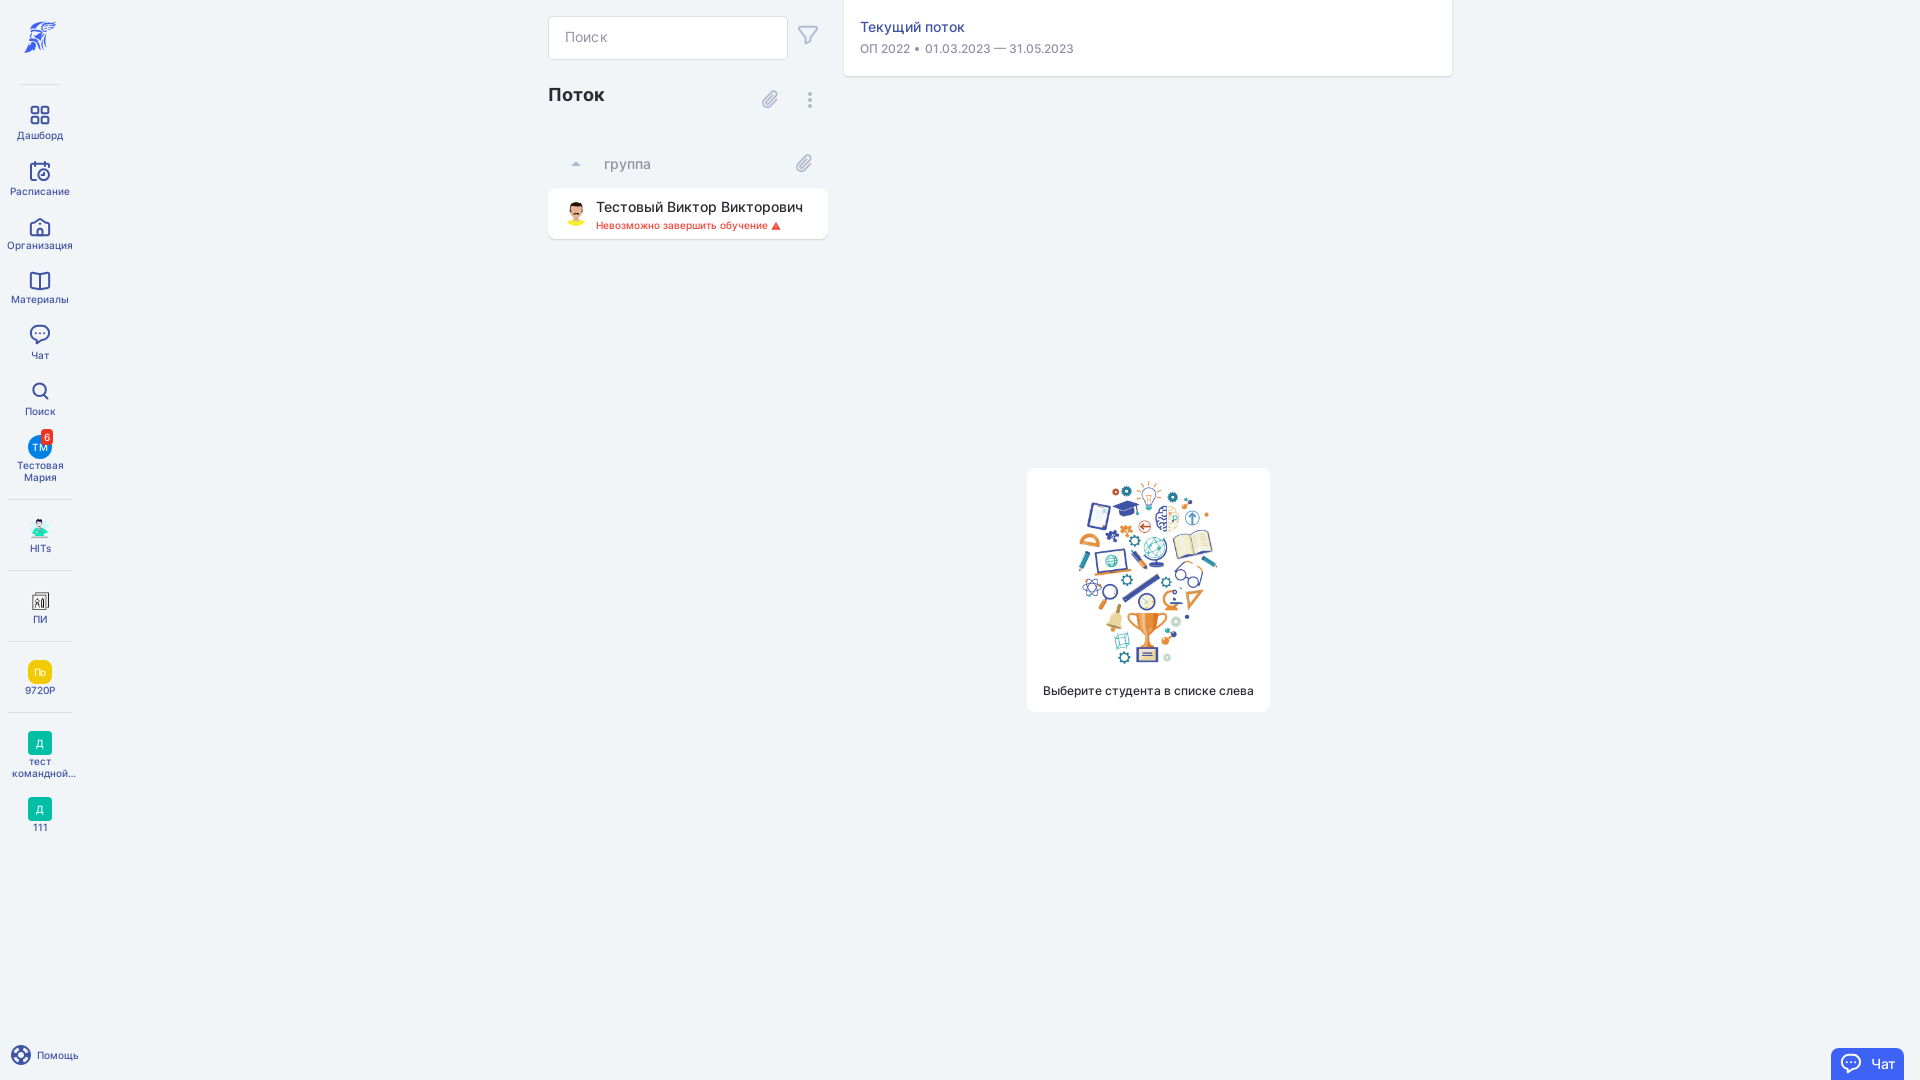 Дашборд
Расписание
Организация
Материалы
Чат
Поиск
6
ТМ
Тестовая
Мария
HITs
ПИ
По
9720Р
Д
тест
командной...
Д
111
Помощь
Поиск
Поток
группа
Тестовый Виктор Викторович
Невозможно завершить обучение
Текущий поток
ОП 2022 • 01.03.2023 — 31.05.2023
Выберите студента в списке слева
Чат